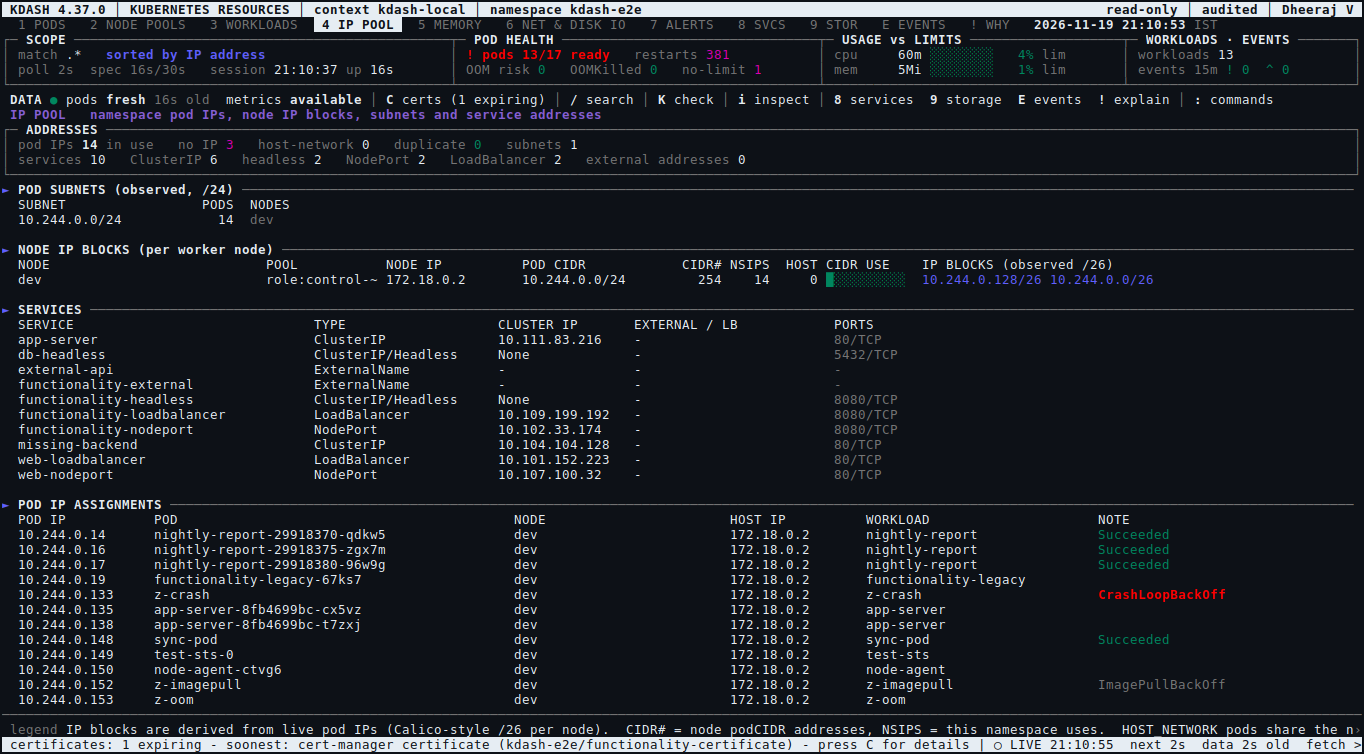 KDASH 4.37.0 │ KUBERNETES RESOURCES │ context kdash-local │ namespace kdash-e2e read-only │ audited │ Dheeraj V
1 PODS 2 NODE POOLS 3 WORKLOADS 4 IP POOL 5 MEMORY 6 NET & DISK IO 7 ALERTS 8 SVCS 9 STOR E EVENTS ! WHY 2026-11-19 21:10:53 IST
SCOPE POD HEALTH USAGE vs LIMITS WORKLOADS · EVENTS
match .* sorted by IP address ! pods 13/17 ready restarts 381 cpu 60m 4% lim workloads 13
poll 2s spec 16s/30s session 21:10:37 up 16s OOM risk 0 OOMKilled 0 no-limit 1 mem 5Mi 1% lim events 15m ! 0 ^ 0
DATA ● pods fresh 16s old metrics available │ C certs (1 expiring) │ / search │ K check │ i inspect │ 8 services 9 storage E events ! explain │ : commands
IP POOL namespace pod IPs, node IP blocks, subnets and service addresses
ADDRESSES
pod IPs 14 in use no IP 3 host-network 0 duplicate 0 subnets 1
services 10 ClusterIP 6 headless 2 NodePort 2 LoadBalancer 2 external addresses 0
► POD SUBNETS (observed, /24)
SUBNET PODS NODES
10.244.0.0/24 14 dev
► NODE IP BLOCKS (per worker node)
NODE POOL NODE IP POD CIDR CIDR# NSIPS HOST CIDR USE IP BLOCKS (observed /26)
dev role:control-~ 172.18.0.2 10.244.0.0/24 254 14 0 10.244.0.128/26 10.244.0.0/26
► SERVICES
SERVICE TYPE CLUSTER IP EXTERNAL / LB PORTS
app-server ClusterIP 10.111.83.216 - 80/TCP
db-headless ClusterIP/Headless None - 5432/TCP
external-api ExternalName - - -
functionality-external ExternalName - - -
functionality-headless ClusterIP/Headless None - 8080/TCP
functionality-loadbalancer LoadBalancer 10.109.199.192 - 8080/TCP
functionality-nodeport NodePort 10.102.33.174 - 8080/TCP
missing-backend ClusterIP 10.104.104.128 - 80/TCP
web-loadbalancer LoadBalancer 10.101.152.223 - 80/TCP
web-nodeport NodePort 10.107.100.32 - 80/TCP
► POD IP ASSIGNMENTS
POD IP POD NODE HOST IP WORKLOAD NOTE
10.244.0.14 nightly-report-29918370-qdkw5 dev 172.18.0.2 nightly-report Succeeded
10.244.0.16 nightly-report-29918375-zgx7m dev 172.18.0.2 nightly-report Succeeded
10.244.0.17 nightly-report-29918380-96w9g dev 172.18.0.2 nightly-report Succeeded
10.244.0.19 functionality-legacy-67ks7 dev 172.18.0.2 functionality-legacy
10.244.0.133 z-crash dev 172.18.0.2 z-crash CrashLoopBackOff
10.244.0.135 app-server-8fb4699bc-cx5vz dev 172.18.0.2 app-server
10.244.0.138 app-server-8fb4699bc-t7zxj dev 172.18.0.2 app-server
10.244.0.148 sync-pod dev 172.18.0.2 sync-pod Succeeded
10.244.0.149 test-sts-0 dev 172.18.0.2 test-sts
10.244.0.150 node-agent-ctvg6 dev 172.18.0.2 node-agent
10.244.0.152 z-imagepull dev 172.18.0.2 z-imagepull ImagePullBackOff
10.244.0.153 z-oom dev 172.18.0.2 z-oom
legend IP blocks are derived from live pod IPs (Calico-style /26 per node). CIDR# = node podCIDR addresses, NSIPS = this namespace uses. HOST_NETWORK pods share the n›
certificates: 1 expiring - soonest: cert-manager certificate (kdash-e2e/functionality-certificate) - press C for details │ ○ LIVE 21:10:55 next 2s data 2s old fetch »